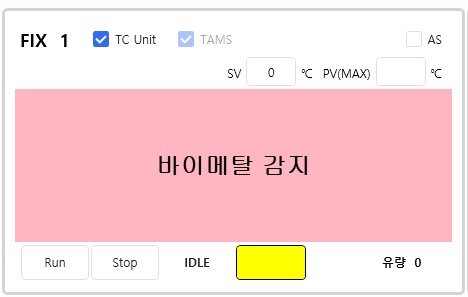 FIX 1 TC Unit TAMS AS
SV 0 ℃ PV(MAX) ℃
바이메탈 감지
Run Stop IDLE 유량 0